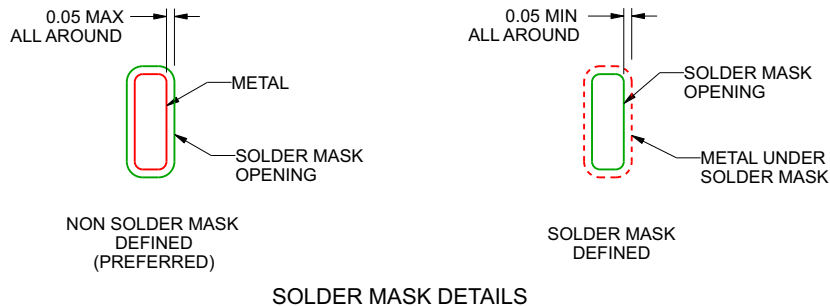 0.05 MAX
ALL AROUND
METAL
SOLDER MASK
OPENING
NON SOLDER MASK
DEFINED
(PREFERRED)
0.05 MIN
ALL AROUND
SOLDER MASK
OPENING
METAL UNDER
SOLDER MASK
SOLDER MASK
DEFINED
SOLDER MASK DETAILS